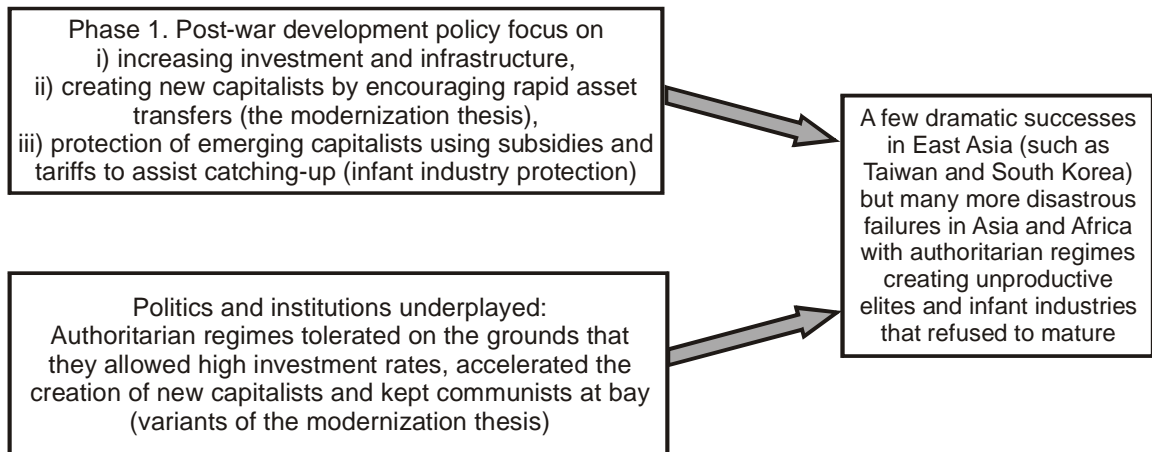 Phase 1. Post-war development policy focus on
i) increasing investment and infrastructure,
ii) creating new capitalists by encouraging rapid asset
transfers (the modernization thesis),
iii) protection of emerging capitalists using subsidies and
tariffs to assist catching-up (infant industry protection)
Politics and institutions underplayed:
Authoritarian regimes tolerated on the grounds that
they allowed high investment rates, accelerated the
creation of new capitalists and kept communists at bay
(variants of the modernization thesis)
A few dramatic successes
in East Asia (such as
Taiwan and South Korea)
but many more disastrous
failures in Asia and Africa
with authoritarian regimes
creating unproductive
elites and infant industries
that refused to mature